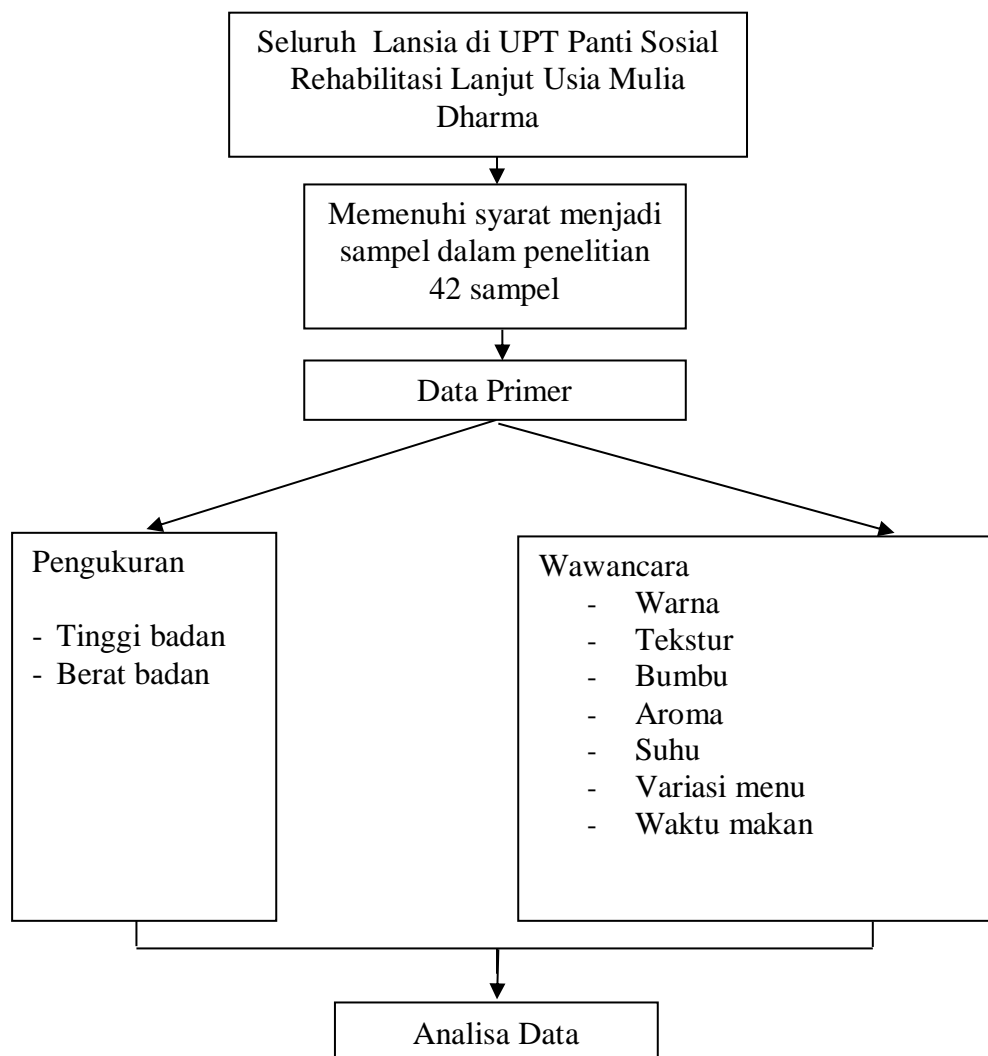 Seluruh Lansia di UPT Panti Sosial
Rehabilitasi Lanjut Usia Mulia
Dharma
Memenuhi syarat menjadi
sampel dalam penelitian
42 sampel
Data Primer
Pengukuran
- Tinggi badan
- Berat badan
Wawancara
- Warna
- Tekstur
- Bumbu
- Aroma
- Suhu
- Variasi menu
- Waktu makan
Analisa Data